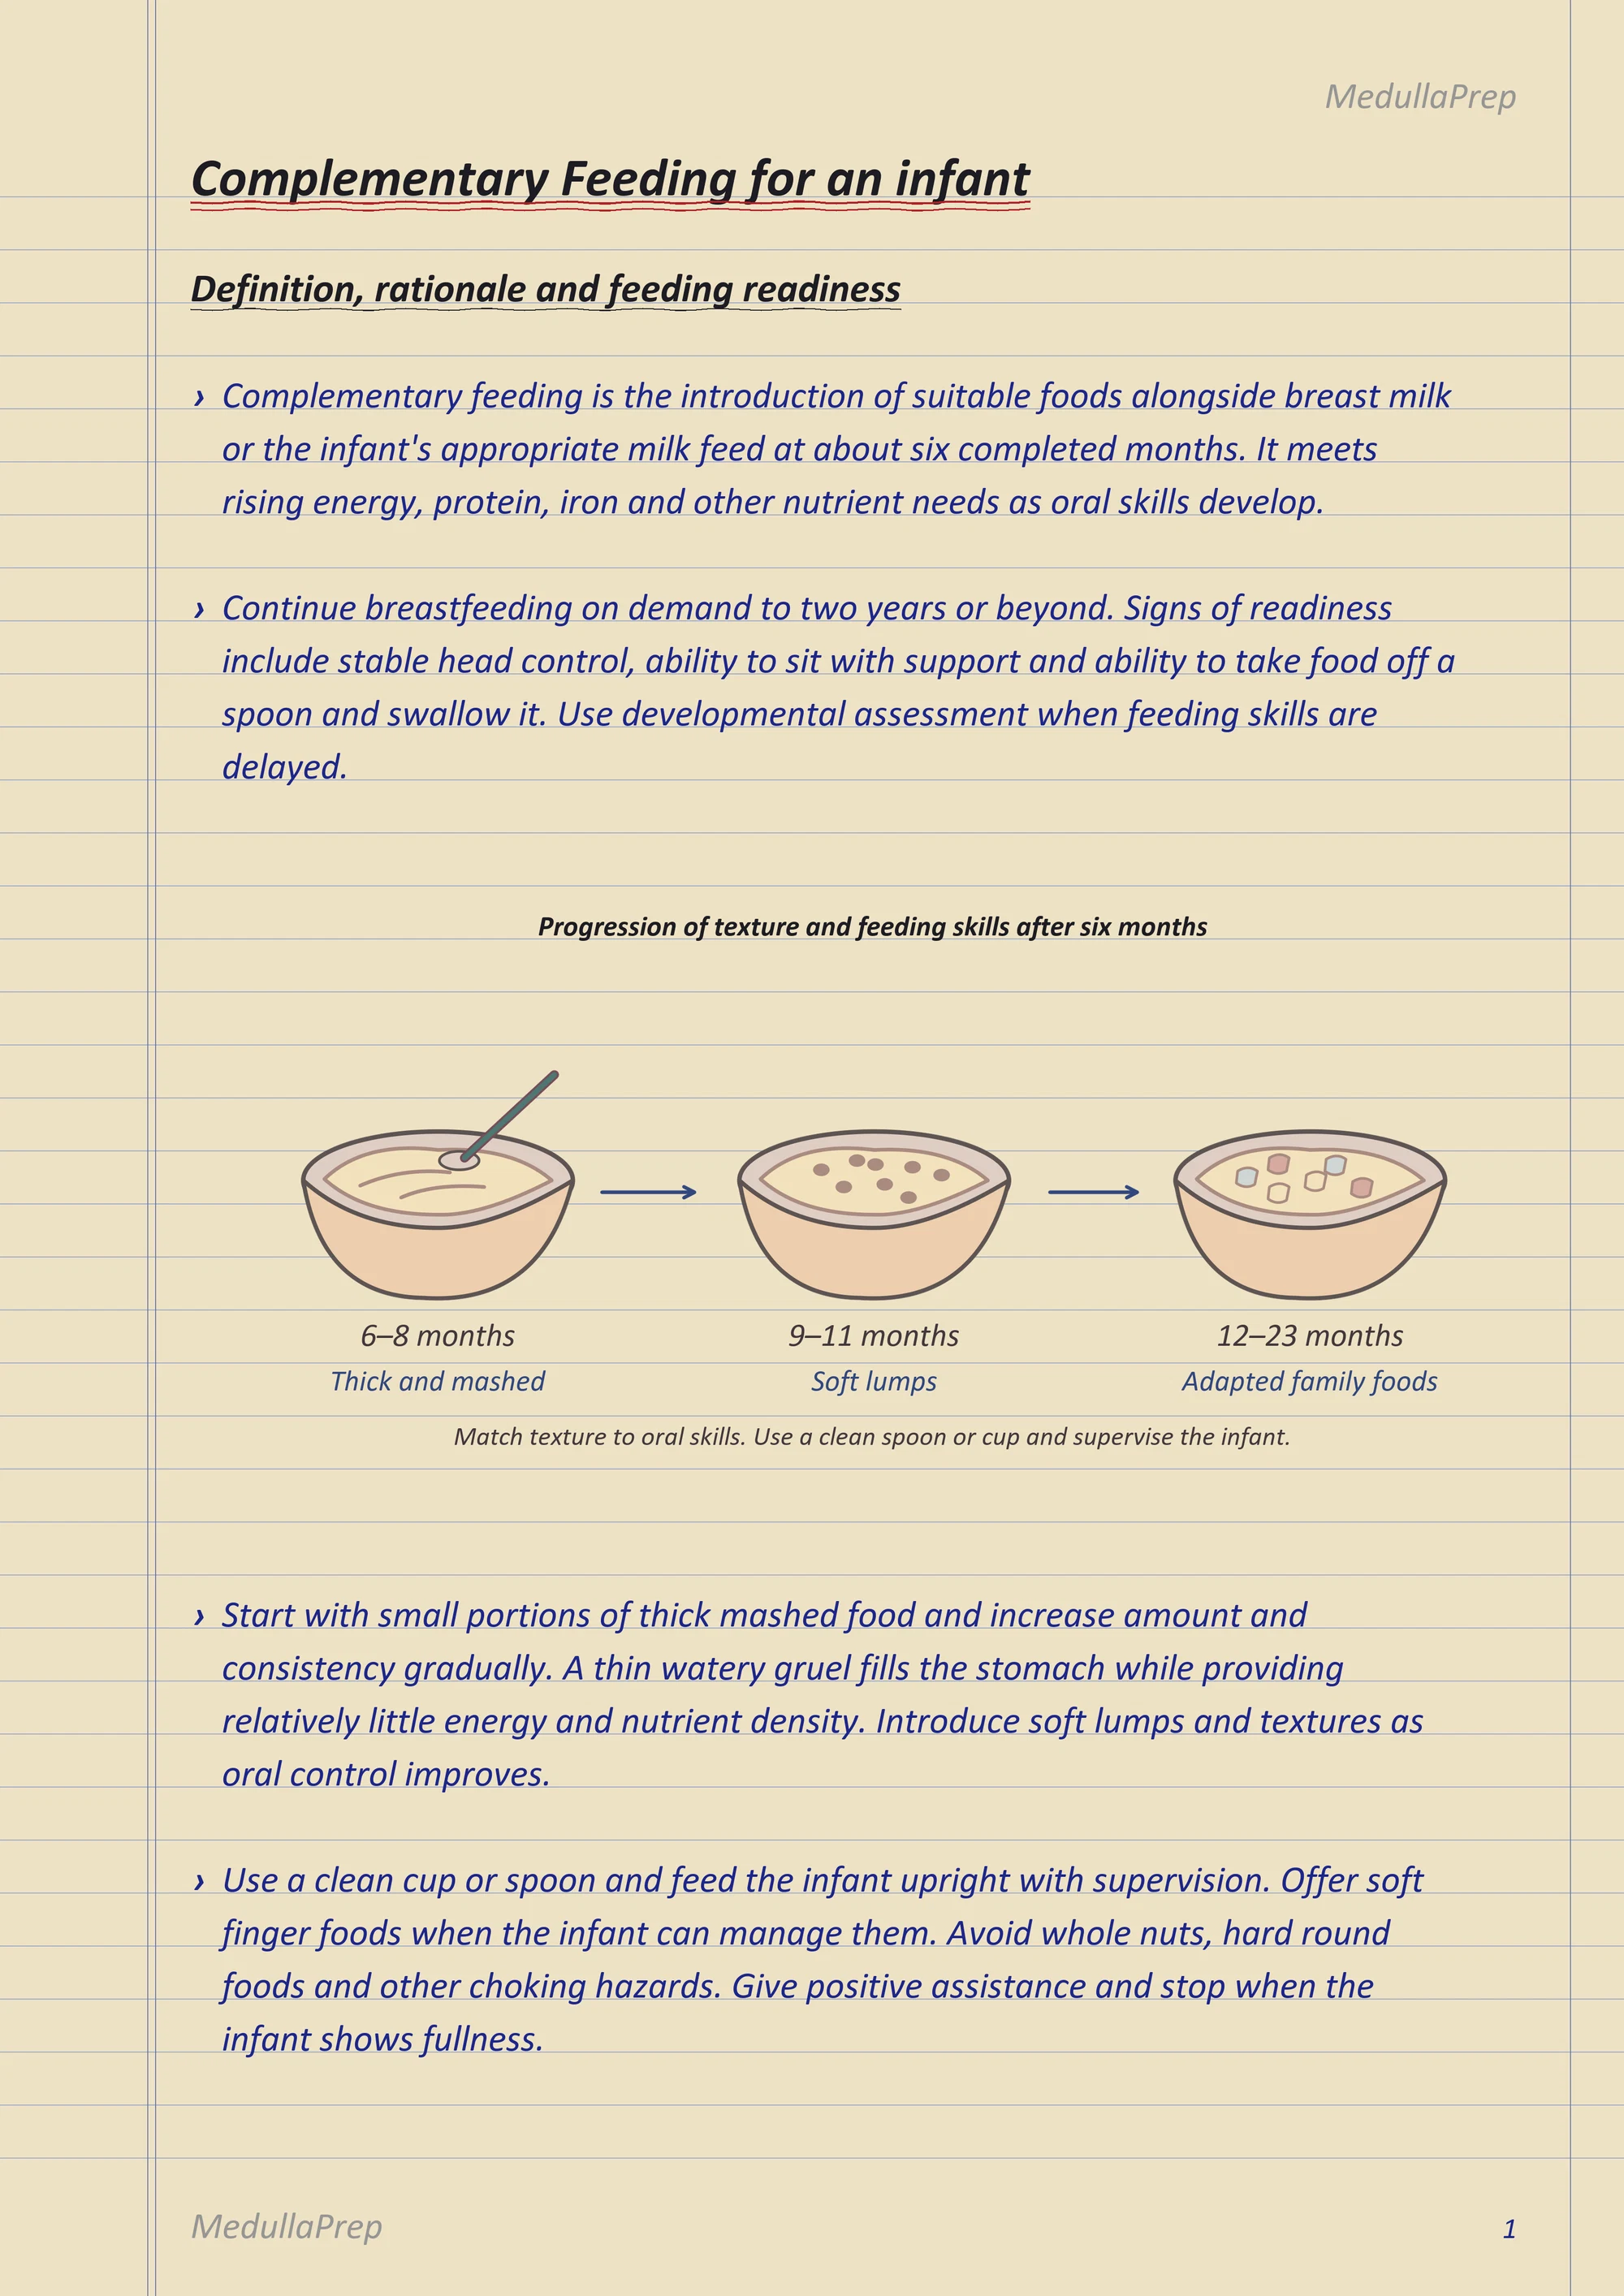 MedullaPrep
Complementary Feeding for an infant
Definition, rationale and feeding readiness
› Complementary feeding is the introduction of suitable foods alongside breast milk
or the infant's appropriate milk feed at about six completed months. It meets
rising energy, protein, iron and other nutrient needs as oral skills develop.
› Continue breastfeeding on demand to two years or beyond. Signs of readiness
include stable head control, ability to sit with support and ability to take food off a
spoon and swallow it. Use developmental assessment when feeding skills are
delayed.
Progression of texture and feeding skills after six months
6–8 months 9–11 months 12–23 months
Thick and mashed Soft lumps Adapted family foods
Match texture to oral skills. Use a clean spoon or cup and supervise the infant.
› Start with small portions of thick mashed food and increase amount and
consistency gradually. A thin watery gruel fills the stomach while providing
relatively little energy and nutrient density. Introduce soft lumps and textures as
oral control improves.
› Use a clean cup or spoon and feed the infant upright with supervision. Offer soft
finger foods when the infant can manage them. Avoid whole nuts, hard round
foods and other choking hazards. Give positive assistance and stop when the
infant shows fullness.
MedullaPrep 1